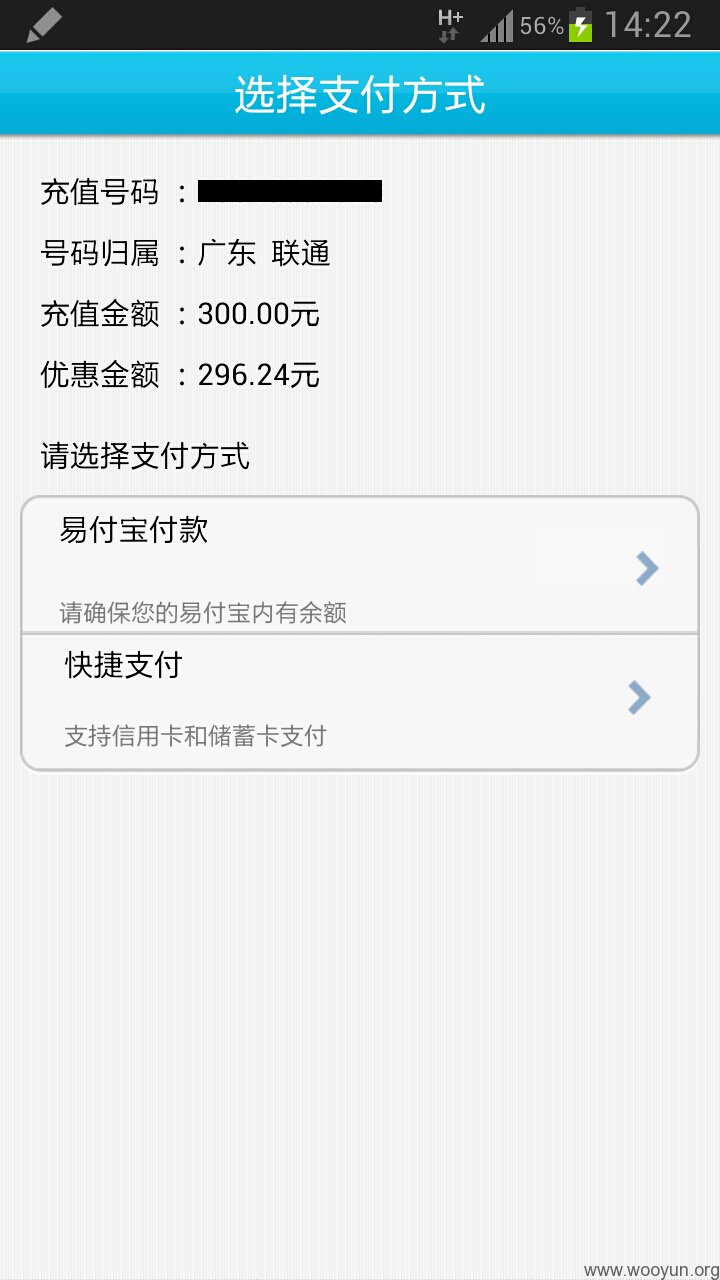 H+ 56% 14:22
选择支付方式
充值号码 ：
号码归属 ：广东 联通
充值金额 ：300.00元
优惠金额 ：296.24元
请选择支付方式
易付宝付款
请确保您的易付宝内有余额
快捷支付
支持信用卡和储蓄卡支付
www.wooyun.org